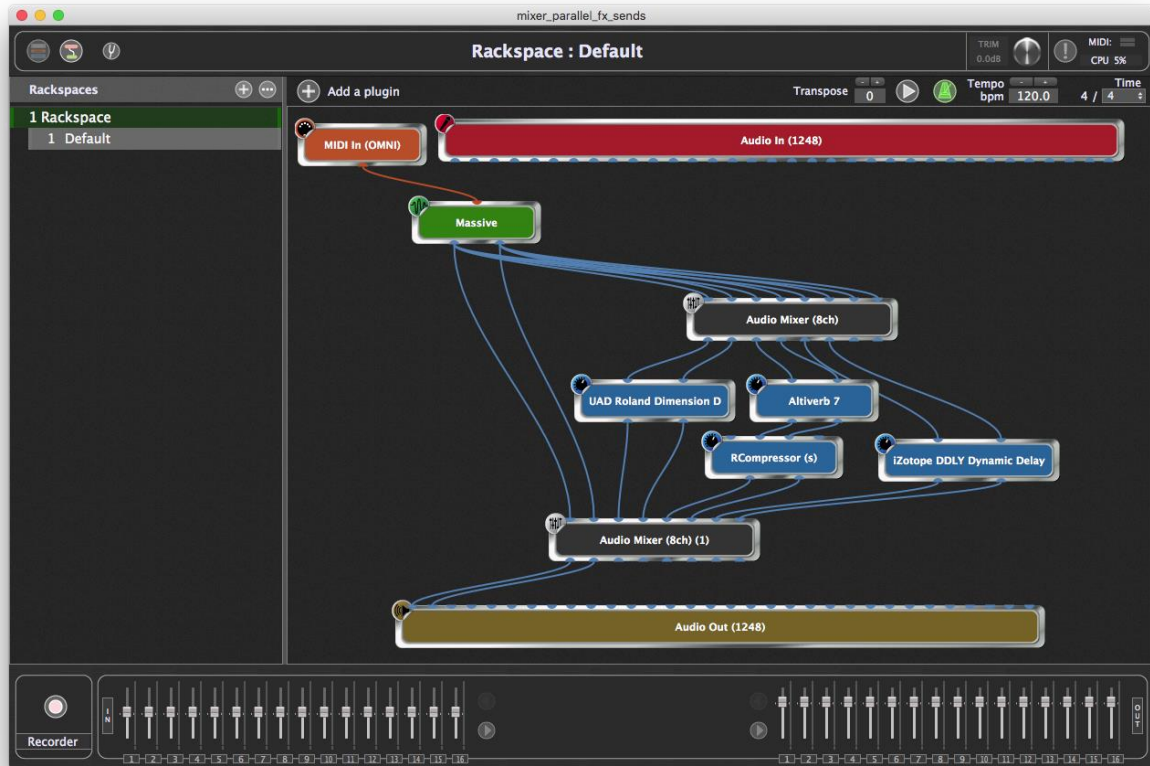 mixer_parallel_fx_sends
Rackspace : Default
TRIM
0.0dB
MIDI:
CPU 5%
Rackspaces
Add a plugin
Transpose
- +
0
Tempo
bpm
- +
120.0
Time
4 / 4
1 Rackspace
1 Default
MIDI In (OMNI)
Audio In (1248)
Massive
Audio Mixer (8ch)
UAD Roland Dimension D
Altiverb 7
RCompressor (s)
iZotope DDLY Dynamic Delay
Audio Mixer (8ch) (1)
Audio Out (1248)
Recorder
IN
1 2 3 4 5 6 7 8 9 10 11 12 13 14 15 16
1 2 3 4 5 6 7 8 9 10 11 12 13 14 15 16
OUT